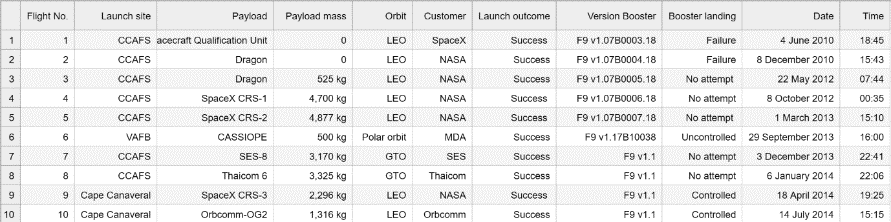 Flight No. Launch site Payload Payload mass Orbit Customer Launch outcome Version Booster Booster landing Date Time
1 1 CCAFS acecraft Qualification Unit 0 LEO SpaceX Success F9 v1.07B0003.18 Failure 4 June 2010 18:45
2 2 CCAFS Dragon 0 LEO NASA Success F9 v1.07B0004.18 Failure 8 December 2010 15:43
3 3 CCAFS Dragon 525 kg LEO NASA Success F9 v1.07B0005.18 No attempt 22 May 2012 07:44
4 4 CCAFS SpaceX CRS-1 4,700 kg LEO NASA Success F9 v1.07B0006.18 No attempt 8 October 2012 00:35
5 5 CCAFS SpaceX CRS-2 4,877 kg LEO NASA Success F9 v1.07B0007.18 No attempt 1 March 2013 15:10
6 6 VAFB CASSIOPE 500 kg Polar orbit MDA Success F9 v1.17B10038 Uncontrolled 29 September 2013 16:00
7 7 CCAFS SES-8 3,170 kg GTO SES Success F9 v1.1 No attempt 3 December 2013 22:41
8 8 CCAFS Thaicom 6 3,325 kg GTO Thaicom Success F9 v1.1 No attempt 6 January 2014 22:06
9 9 Cape Canaveral SpaceX CRS-3 2,296 kg LEO NASA Success F9 v1.1 Controlled 18 April 2014 19:25
10 10 Cape Canaveral Orbcomm-OG2 1,316 kg LEO Orbcomm Success F9 v1.1 Controlled 14 July 2014 15:15